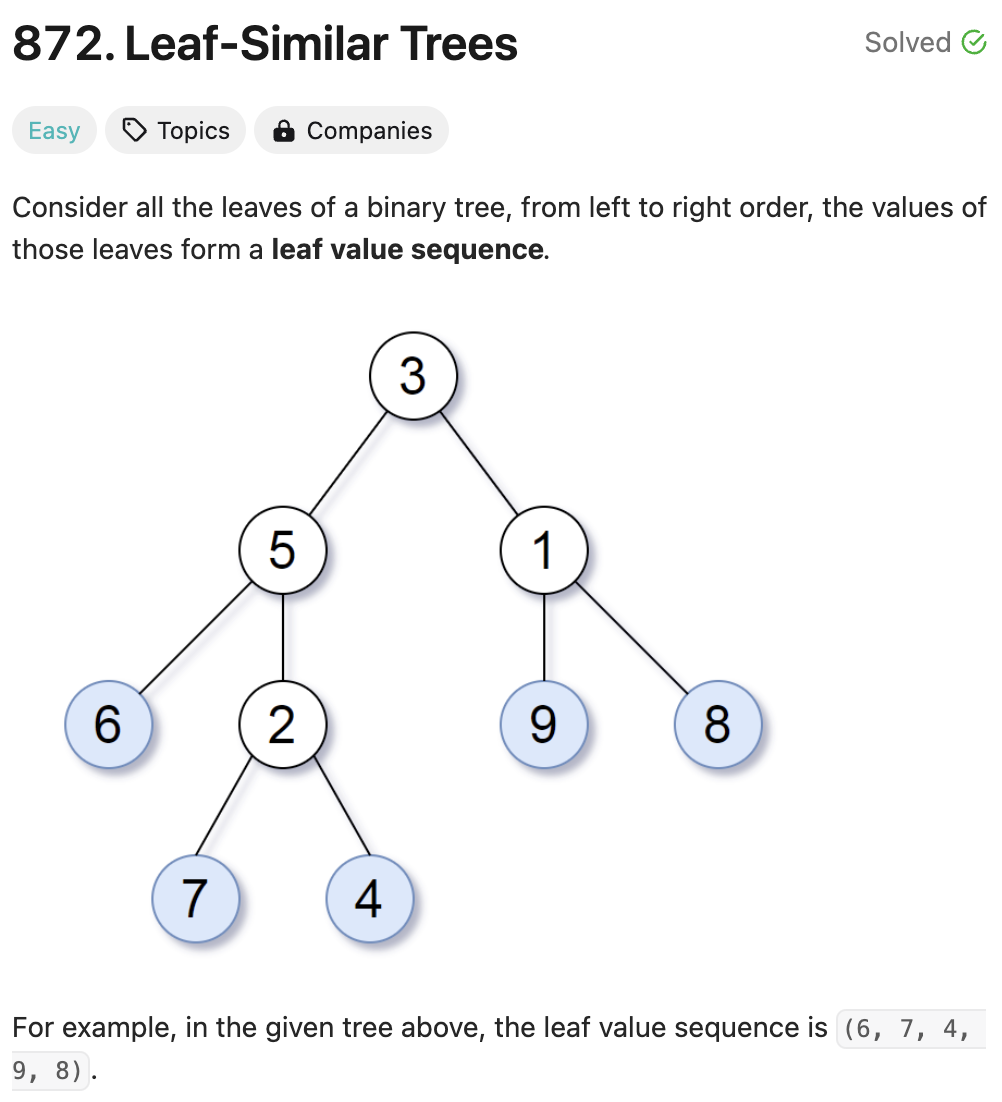 872. Leaf-Similar Trees
Solved
Easy
Topics
Companies
Consider all the leaves of a binary tree, from left to right order, the values of
those leaves form a leaf value sequence.
3
5
1
6
2
9
8
7
4
For example, in the given tree above, the leaf value sequence is (6, 7, 4,
9, 8).